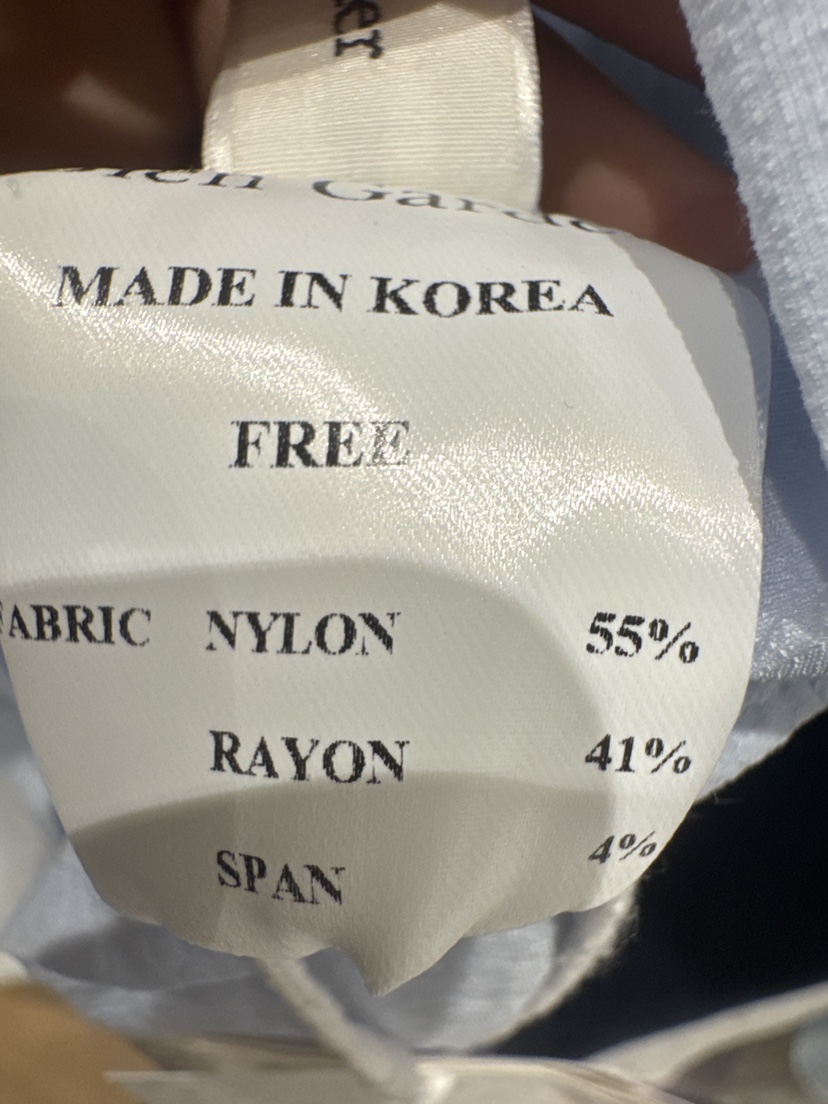 MADE IN KOREA
FREE
FABRIC NYLON 55%
RAYON 41%
SPAN 4%